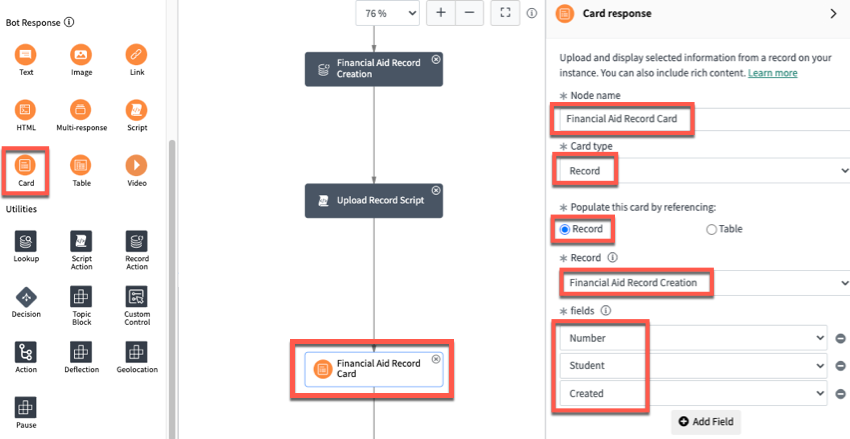 Bot Response
Text
Image
Link
HTML
Multi-response
Script
Card
Table
Video
Utilities
Lookup
Script
Action
Record
Action
Decision
Topic
Block
Custom
Control
Action
Deflection
Geolocation
Pause
76 %
Financial Aid Record
Creation
Upload Record Script
Financial Aid Record
Card
Card response
Upload and display selected information from a record on your
instance. You can also include rich content. Learn more
* Node name
Financial Aid Record Card
* Card type
Record
* Populate this card by referencing:
Record
Table
* Record
Financial Aid Record Creation
* fields
Number
Student
Created
Add Field